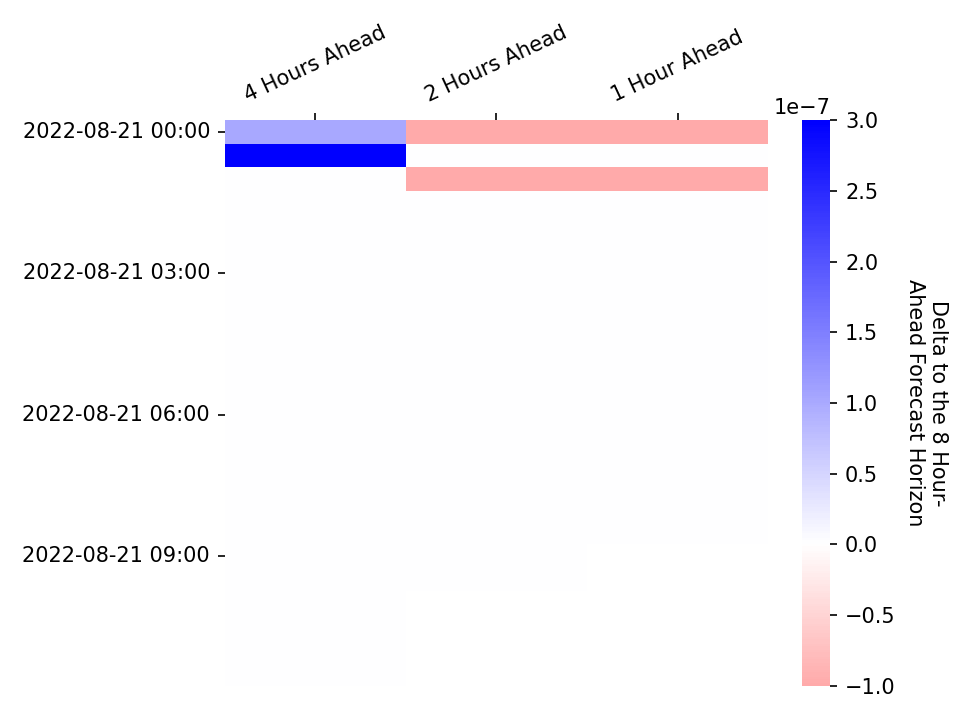 4 Hours Ahead
2 Hours Ahead
1 Hour Ahead
1e−7
2022-08-21 00:00
2022-08-21 03:00
2022-08-21 06:00
2022-08-21 09:00
3.0
2.5
2.0
1.5
1.0
0.5
0.0
−0.5
−1.0
Delta to the 8 Hour-
Ahead Forecast Horizon